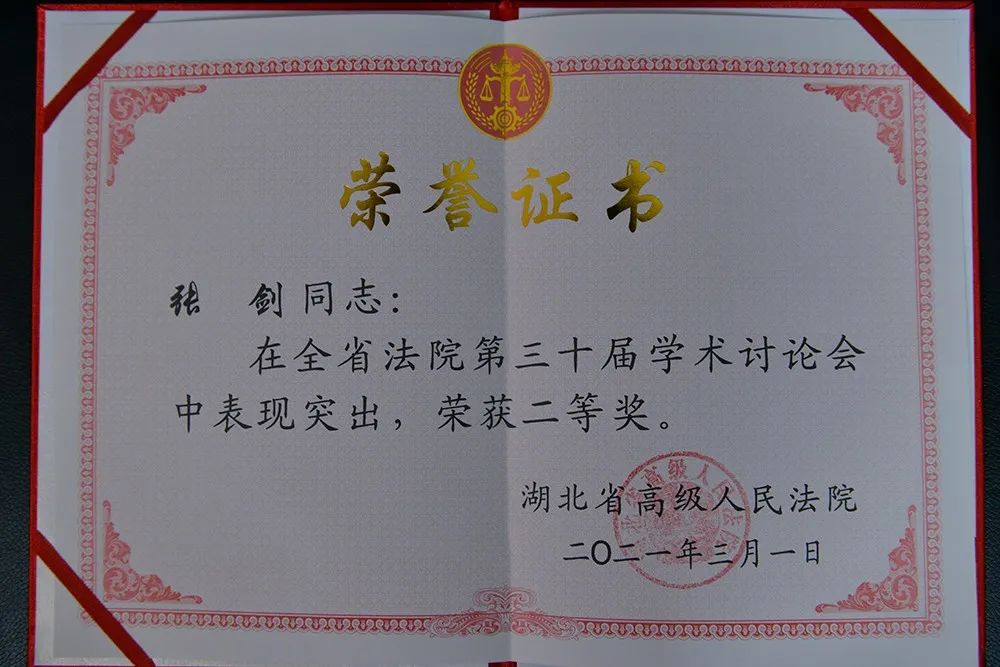 荣誉证书
张 剑同志：
在全省法院第三十届学术讨论会
中表现突出，荣获二等奖。
湖北省高级人民法院
二〇二一年三月一日